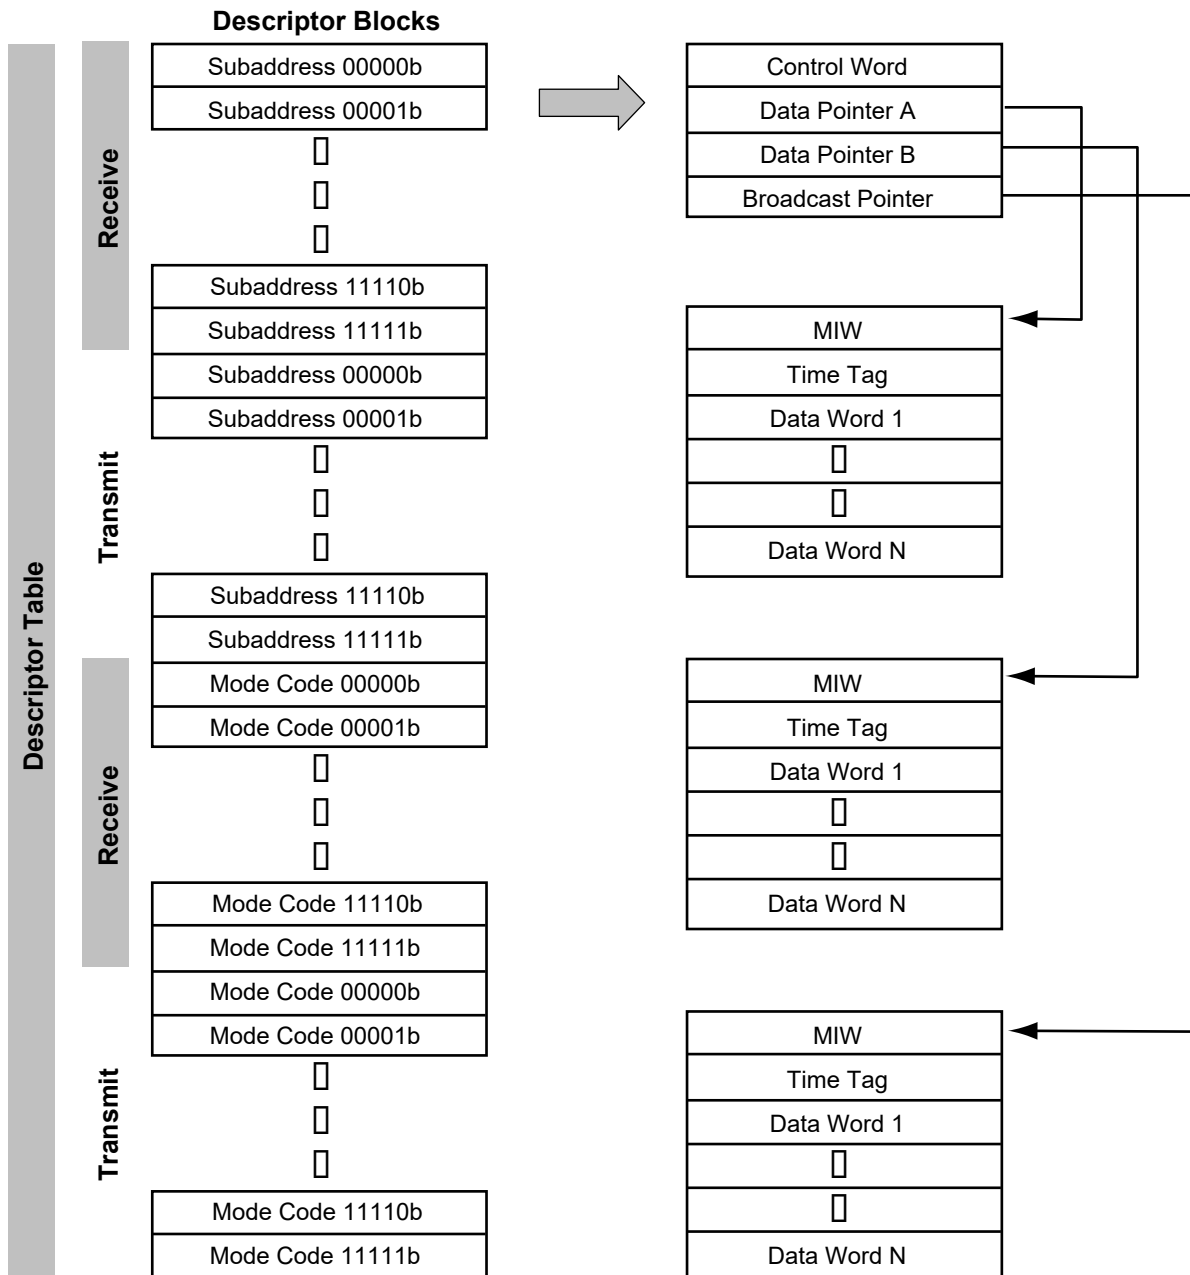 Descriptor Blocks
Descriptor Table
Receive
Subaddress 00000b
Subaddress 00001b
Subaddress 11110b
Subaddress 11111b
Transmit
Subaddress 00000b
Subaddress 00001b
Subaddress 11110b
Subaddress 11111b
Receive
Mode Code 00000b
Mode Code 00001b
Mode Code 11110b
Mode Code 11111b
Transmit
Mode Code 00000b
Mode Code 00001b
Mode Code 11110b
Mode Code 11111b
Control Word
Data Pointer A
Data Pointer B
Broadcast Pointer
MIW
Time Tag
Data Word 1
Data Word N
MIW
Time Tag
Data Word 1
Data Word N
MIW
Time Tag
Data Word 1
Data Word N